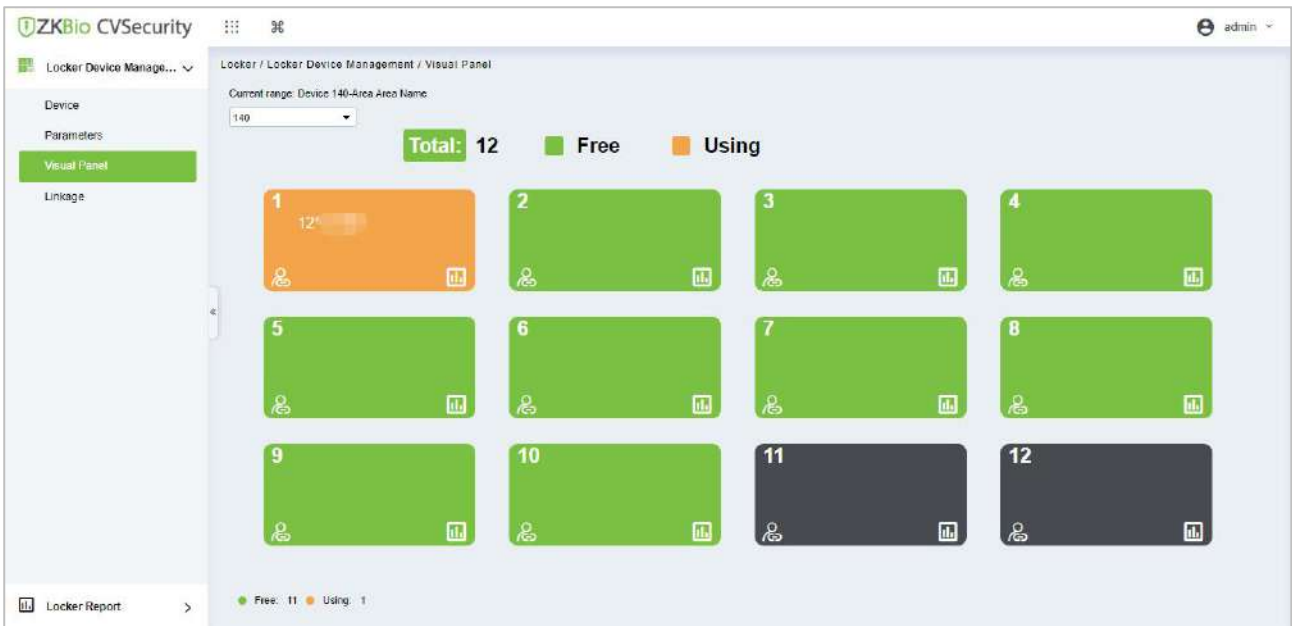 ZKBio CVSecurity
admin
Locker Device Manage...
Locker / Locker Device Management / Visual Panel
Device
Parameters
Visual Panel
Linkage
Current range: Device 140-Area Area Name
140
Total: 12 Free Using
1 2 3 4
5 6 7 8
9 10 11 12
Free: 11 Using: 1
Locker Report